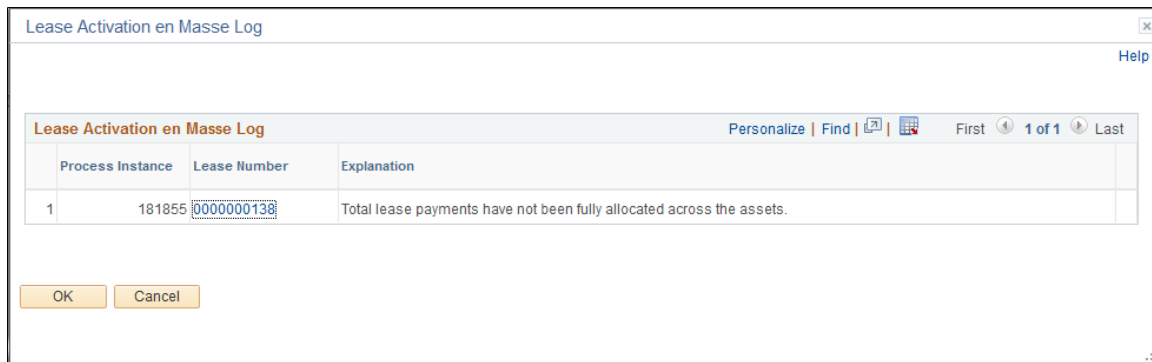 Lease Activation en Masse Log
Help
Lease Activation en Masse Log Personalize | Find | | First 1 of 1 Last
Process Instance Lease Number Explanation
1 181855 0000000138 Total lease payments have not been fully allocated across the assets.
OK Cancel